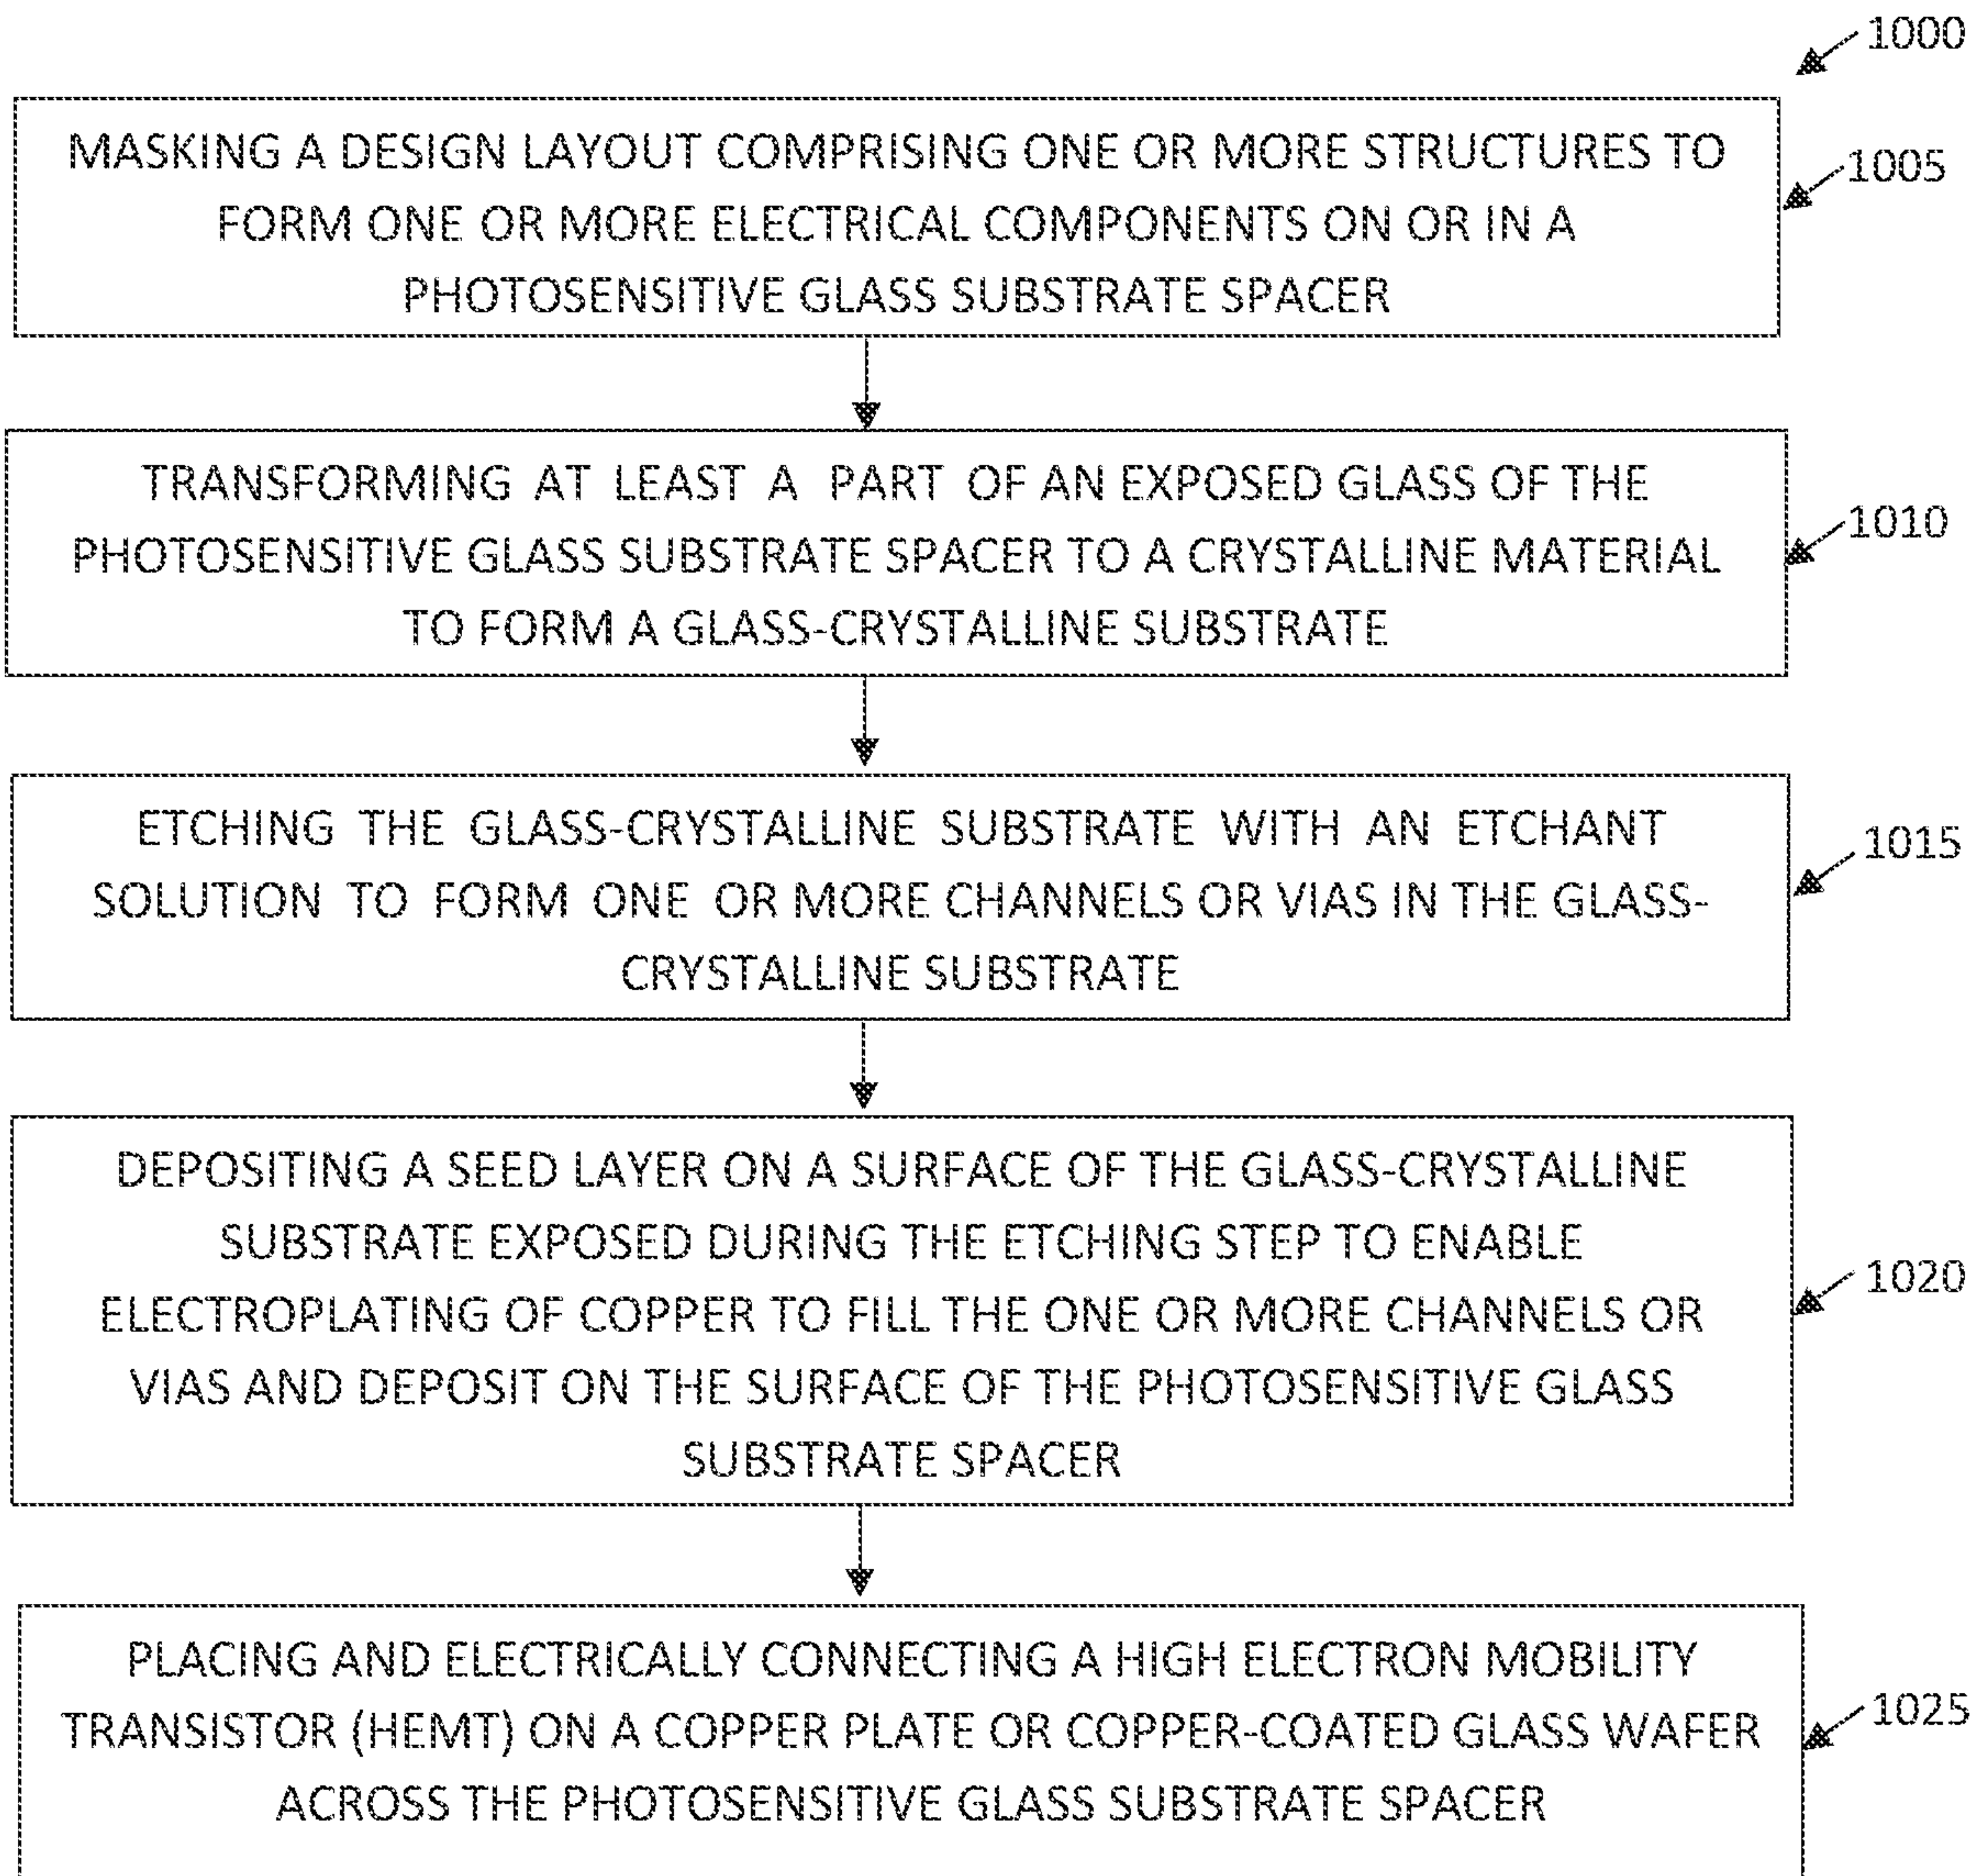 1000
MASKING A DESIGN LAYOUT COMPRISING ONE OR MORE STRUCTURES TO
FORM ONE OR MORE ELECTRICAL COMPONENTS ON OR IN A
PHOTOSENSITIVE GLASS SUBSTRATE SPACER
1005
TRANSFORMING AT LEAST A PART OF AN EXPOSED GLASS OF THE
PHOTOSENSITIVE GLASS SUBSTRATE SPACER TO A CRYSTALLINE MATERIAL
TO FORM A GLASS-CRYSTALLINE SUBSTRATE
1010
ETCHING THE GLASS-CRYSTALLINE SUBSTRATE WITH AN ETCHANT
SOLUTION TO FORM ONE OR MORE CHANNELS OR VIAS IN THE GLASS-
CRYSTALLINE SUBSTRATE
1015
DEPOSITING A SEED LAYER ON A SURFACE OF THE GLASS-CRYSTALLINE
SUBSTRATE EXPOSED DURING THE ETCHING STEP TO ENABLE
ELECTROPLATING OF COPPER TO FILL THE ONE OR MORE CHANNELS OR
VIAS AND DEPOSIT ON THE SURFACE OF THE PHOTOSENSITIVE GLASS
SUBSTRATE SPACER
1020
PLACING AND ELECTRICALLY CONNECTING A HIGH ELECTRON MOBILITY
TRANSISTOR (HEMT) ON A COPPER PLATE OR COPPER-COATED GLASS WAFER
ACROSS THE PHOTOSENSITIVE GLASS SUBSTRATE SPACER
1025